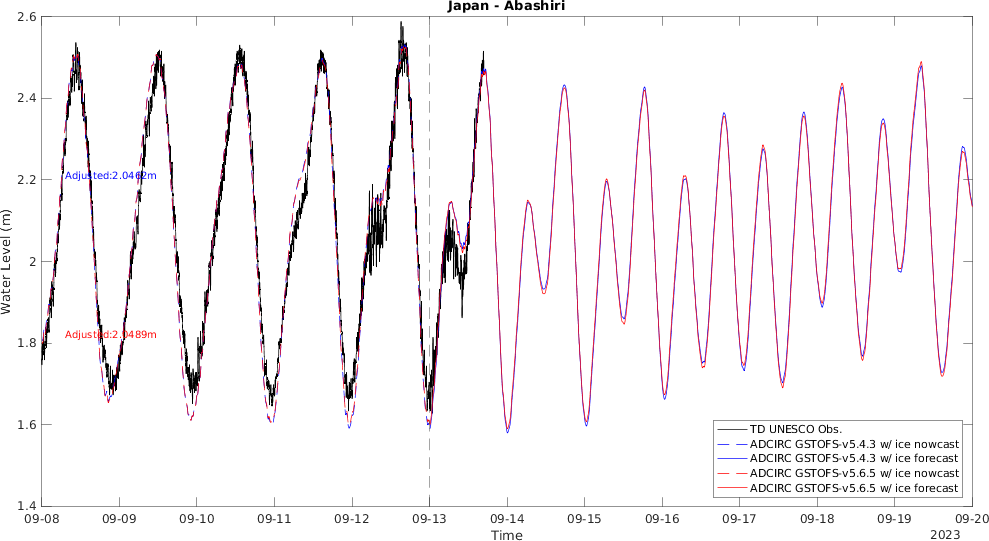 Japan - Abashiri
2.6
2.4
2.2
2
1.8
1.6
1.4
Water Level (m)
Adjusted:2.0462m
Adjusted:2.0489m
TD UNESCO Obs.
ADCIRC GSTOFS-v5.4.3 w/ ice nowcast
ADCIRC GSTOFS-v5.4.3 w/ ice forecast
ADCIRC GSTOFS-v5.6.5 w/ ice nowcast
ADCIRC GSTOFS-v5.6.5 w/ ice forecast
09-08 09-09 09-10 09-11 09-12 09-13 09-14 09-15 09-16 09-17 09-18 09-19 09-20
Time
2023